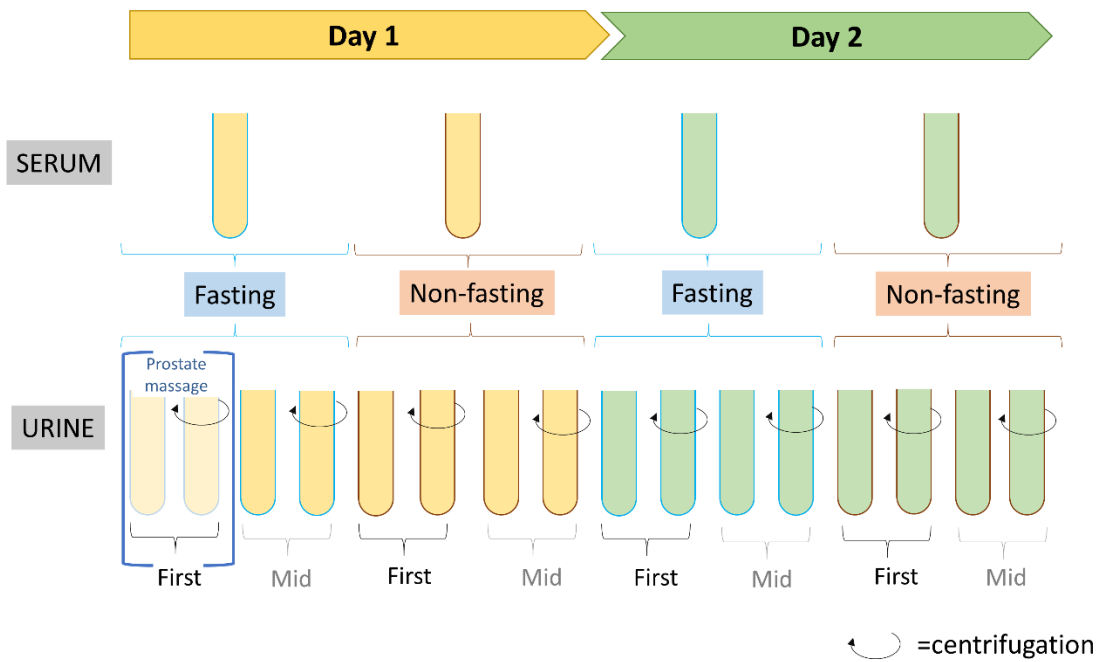 Day 1
Day 2
SERUM
Fasting
Non-fasting
Fasting
Non-fasting
Prostate
massage
URINE
First
Mid
First
Mid
First
Mid
First
Mid
=centrifugation